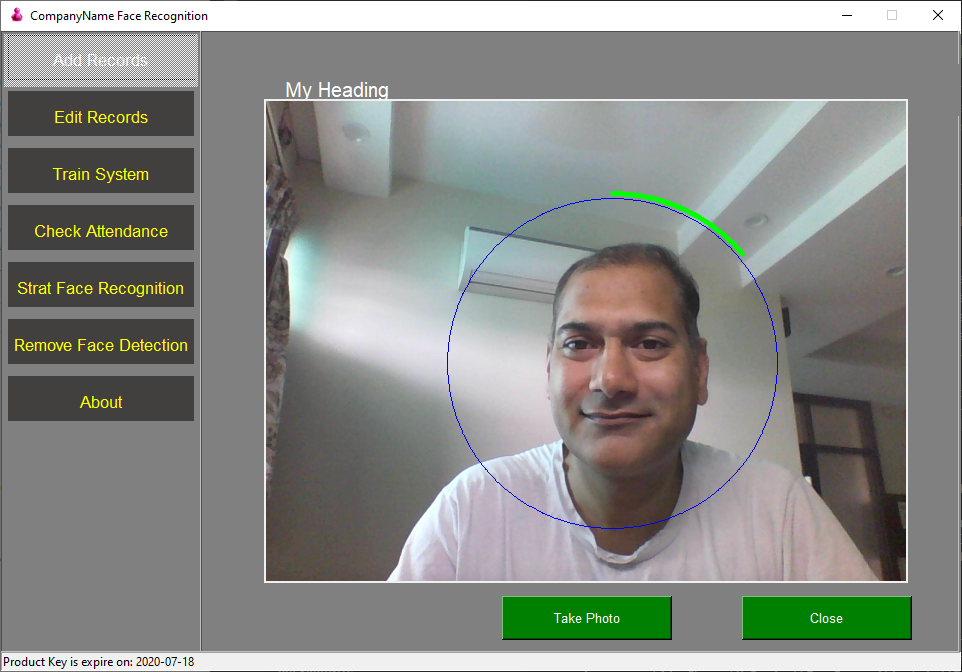 CompanyName Face Recognition
Add Records
Edit Records
Train System
Check Attendance
Strat Face Recognition
Remove Face Detection
About
My Heading
Take Photo
Close
Product Key is expire on: 2020-07-18